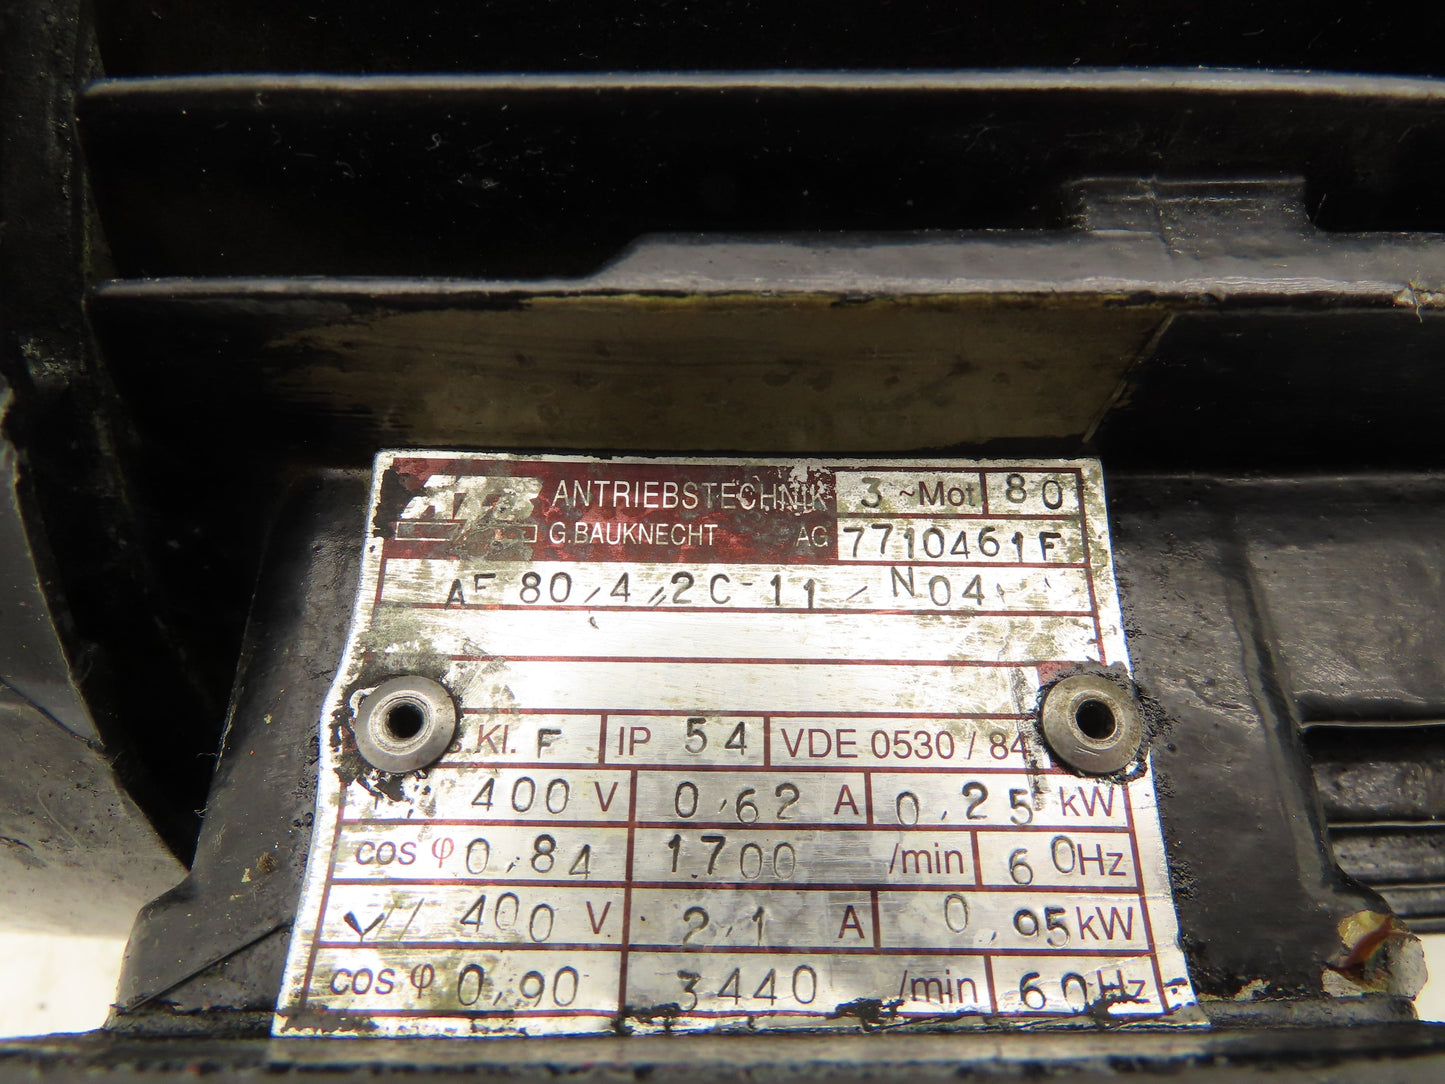 ATB ANTRIEBSTECHNIK 3 ~Mot 80
G.BAUKNECHT AG 7710461F
AF 80/4/2C-11 / N04
s.Kl. F IP 54 VDE 0530 / 84
400 V 0,62 A 0,25 kW
cos φ 0,84 1700 /min 60Hz
400 V 2,1 A 0,95kW
cos φ 0,90 3440 /min 60Hz